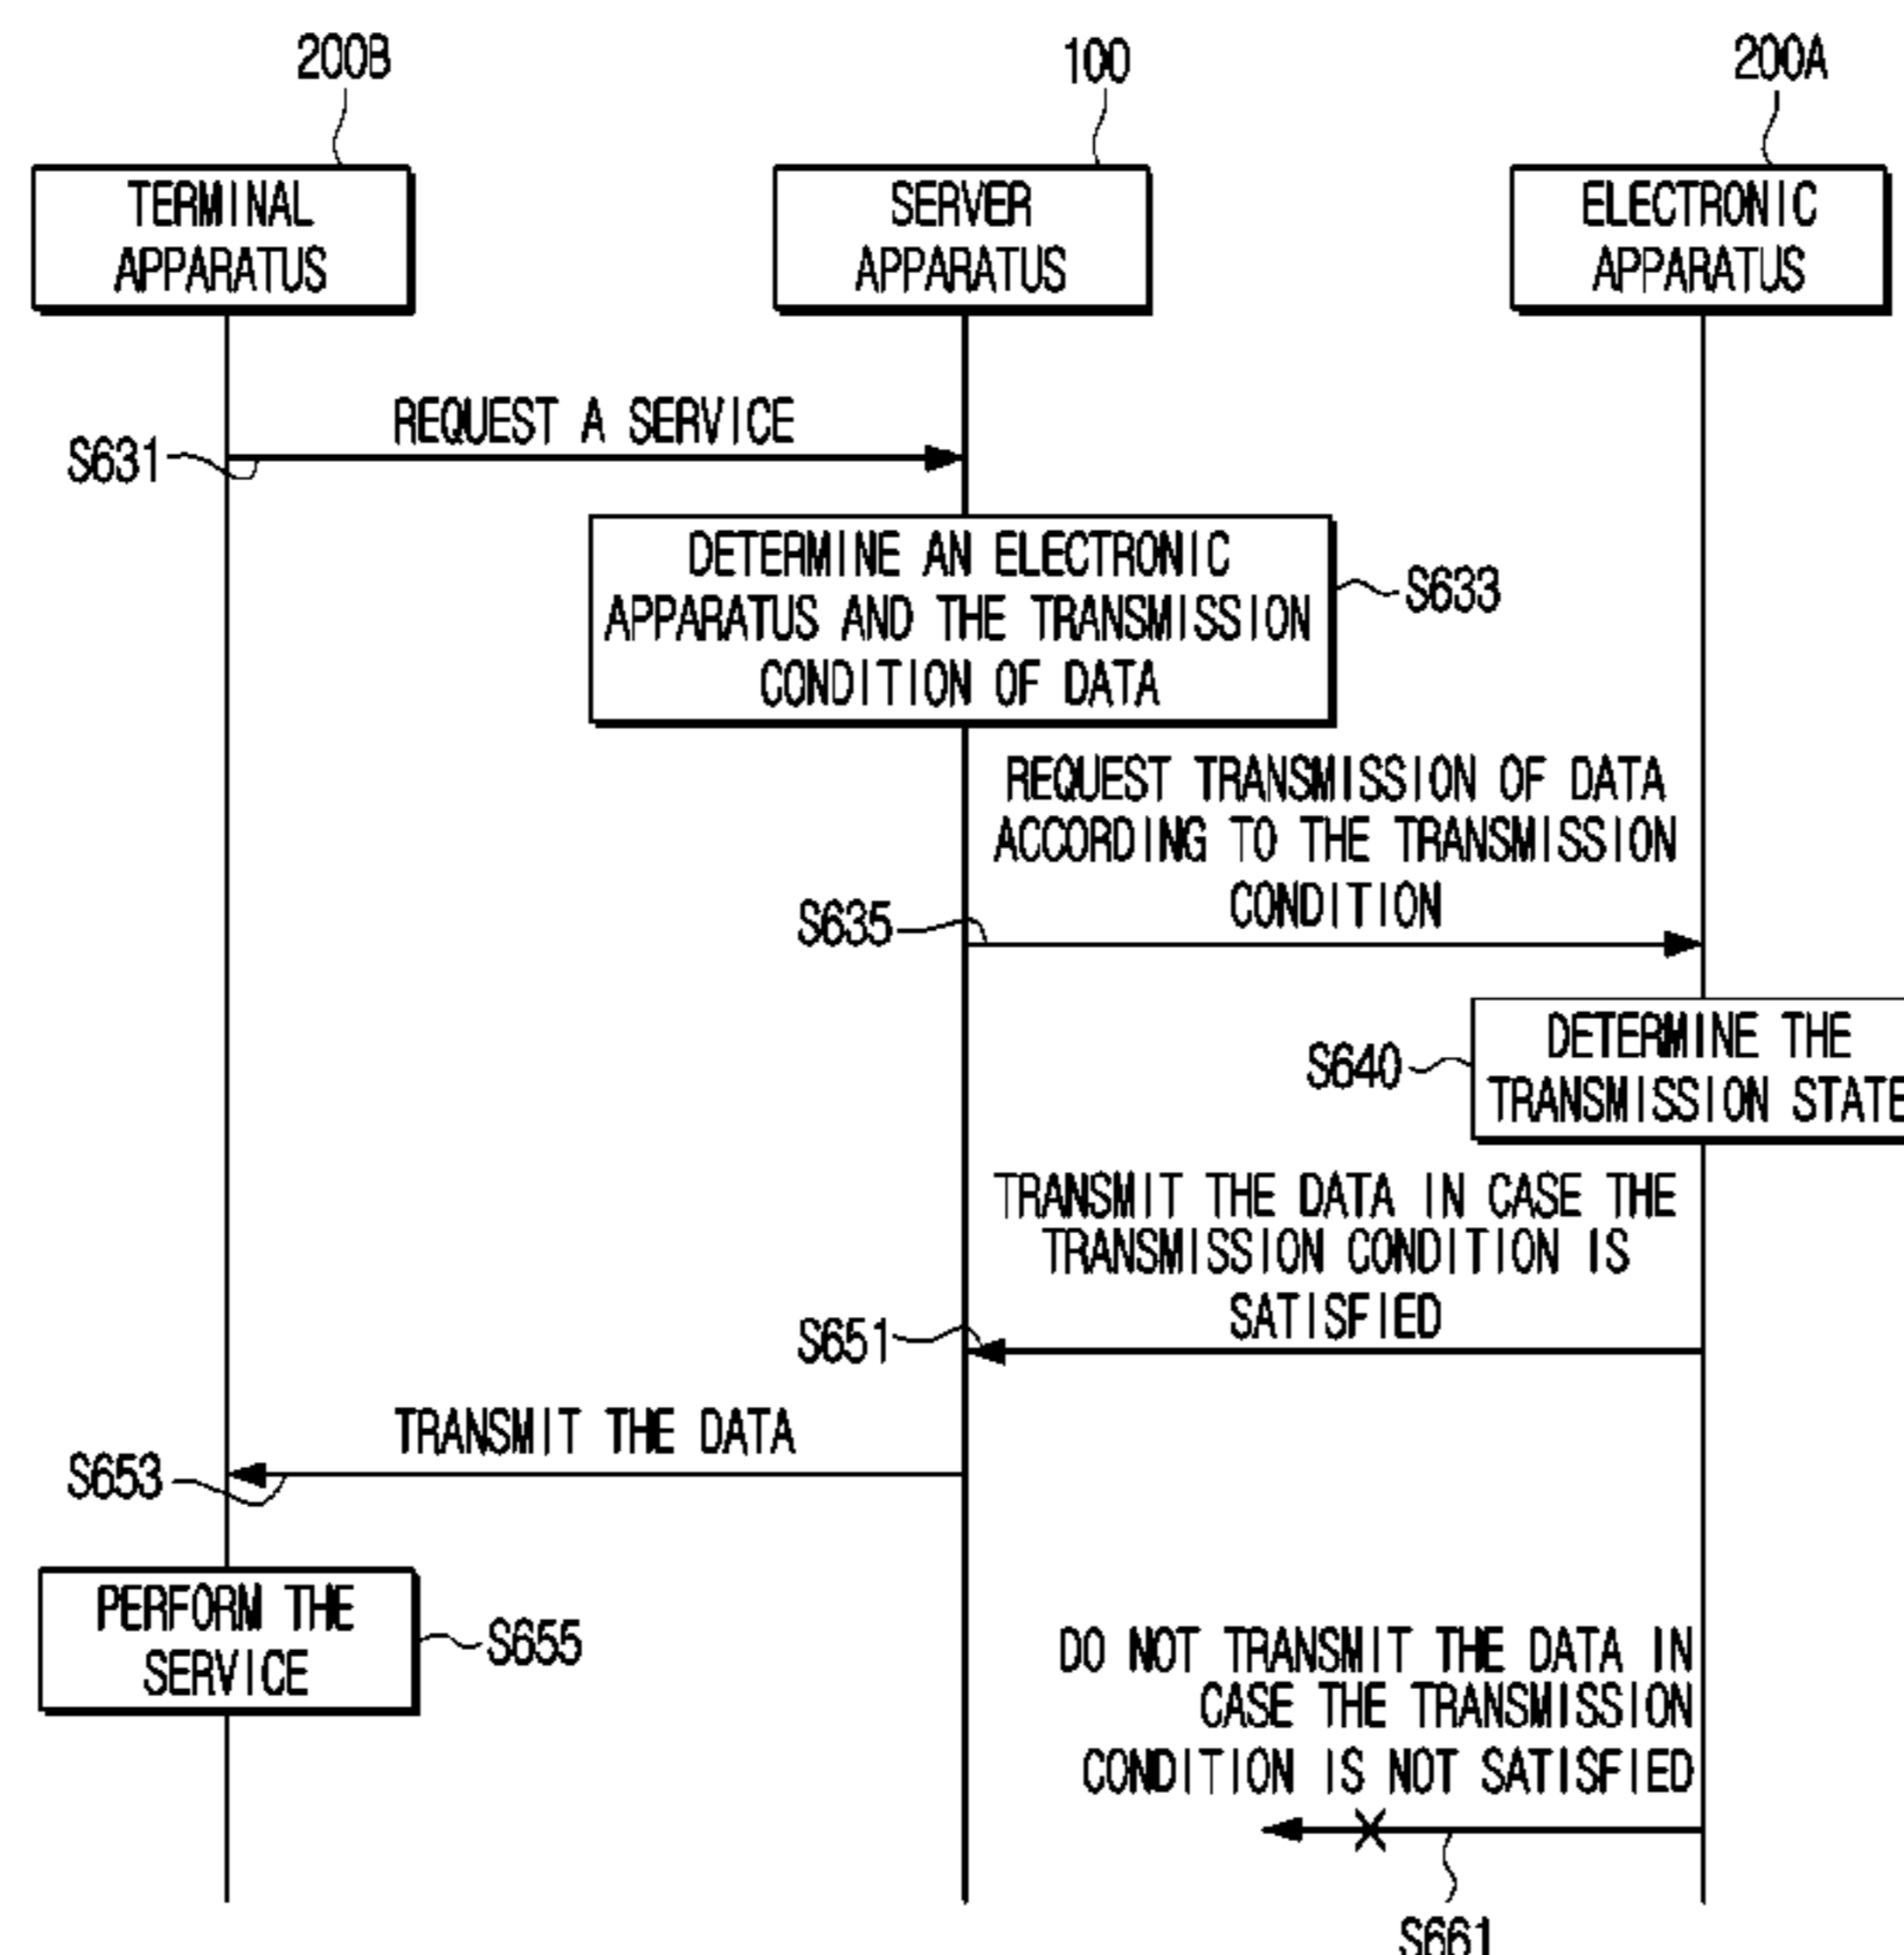 200B
100
200A
TERMINAL
APPARATUS
SERVER
APPARATUS
ELECTRONIC
APPARATUS
REQUEST A SERVICE
S631
DETERMINE AN ELECTRONIC
APPARATUS AND THE TRANSMISSION
CONDITION OF DATA
S633
REQUEST TRANSMISSION OF DATA
ACCORDING TO THE TRANSMISSION
CONDITION
S635
DETERMINE THE
TRANSMISSION STATE
S640
TRANSMIT THE DATA IN CASE THE
TRANSMISSION CONDITION IS
SATISFIED
S651
TRANSMIT THE DATA
S653
PERFORM THE
SERVICE
S655
DO NOT TRANSMIT THE DATA IN
CASE THE TRANSMISSION
CONDITION IS NOT SATISFIED
S661